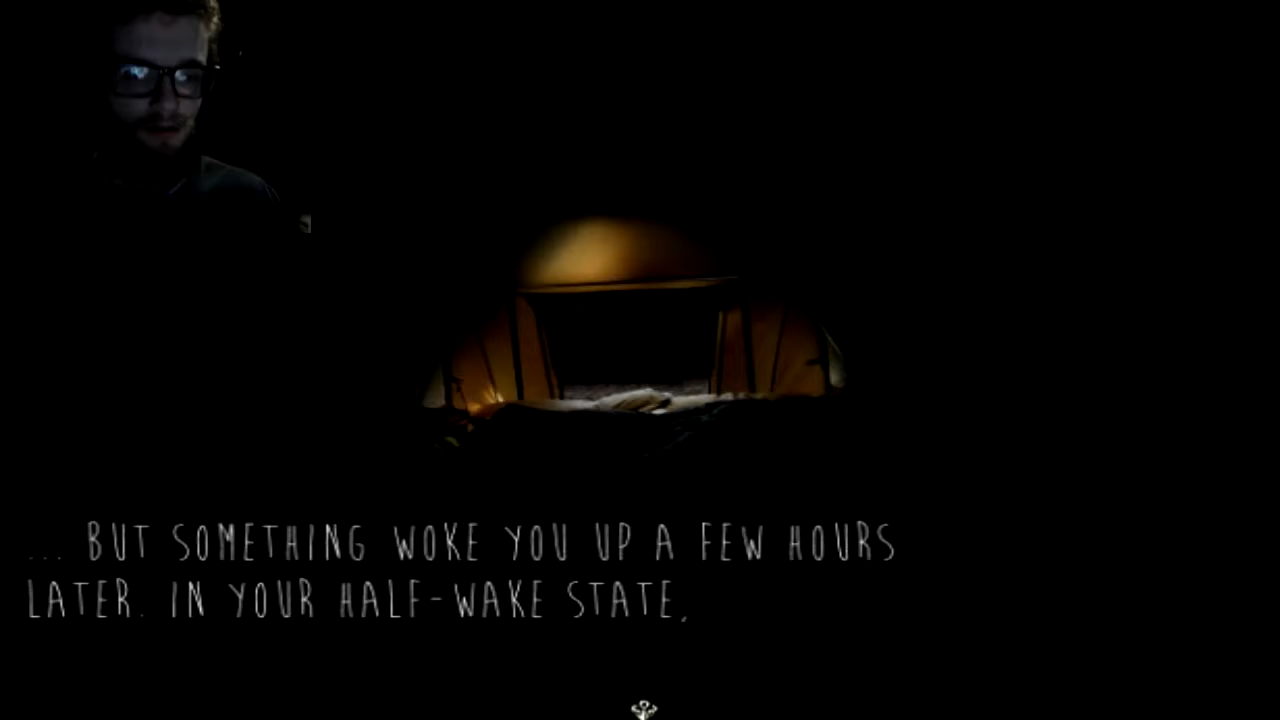 ... BUT SOMETHING WOKE YOU UP A FEW HOURS
LATER. IN YOUR HALF-WAKE STATE,